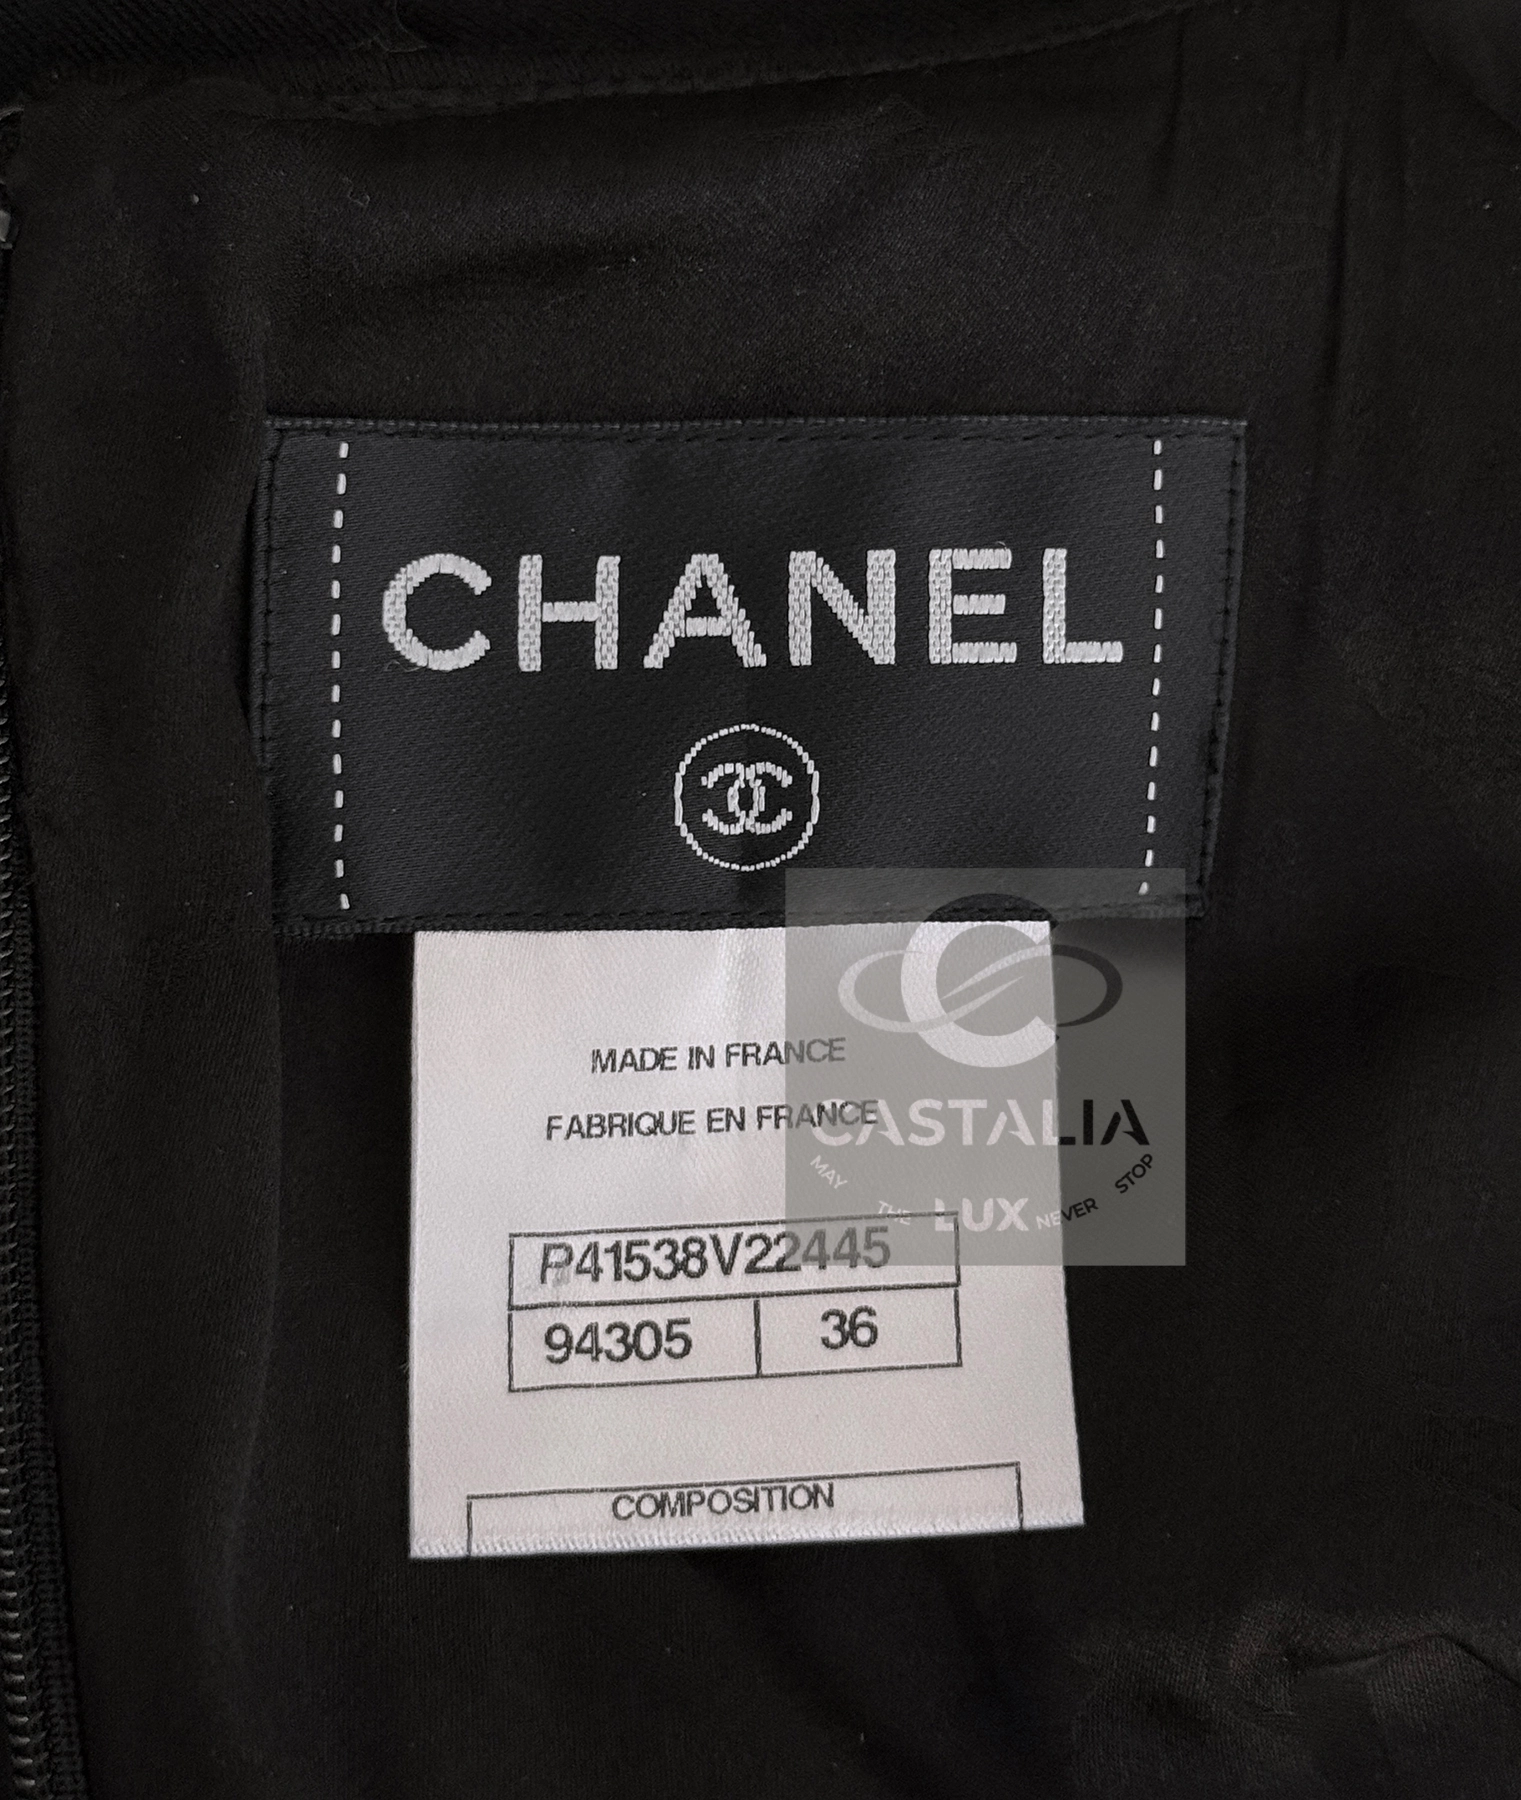 CHANEL
MADE IN FRANCE
FABRIQUE EN FRANCE
CASTALIA
MAY THE LUX NEVER STOP
P41538V22445
94305 36
COMPOSITION